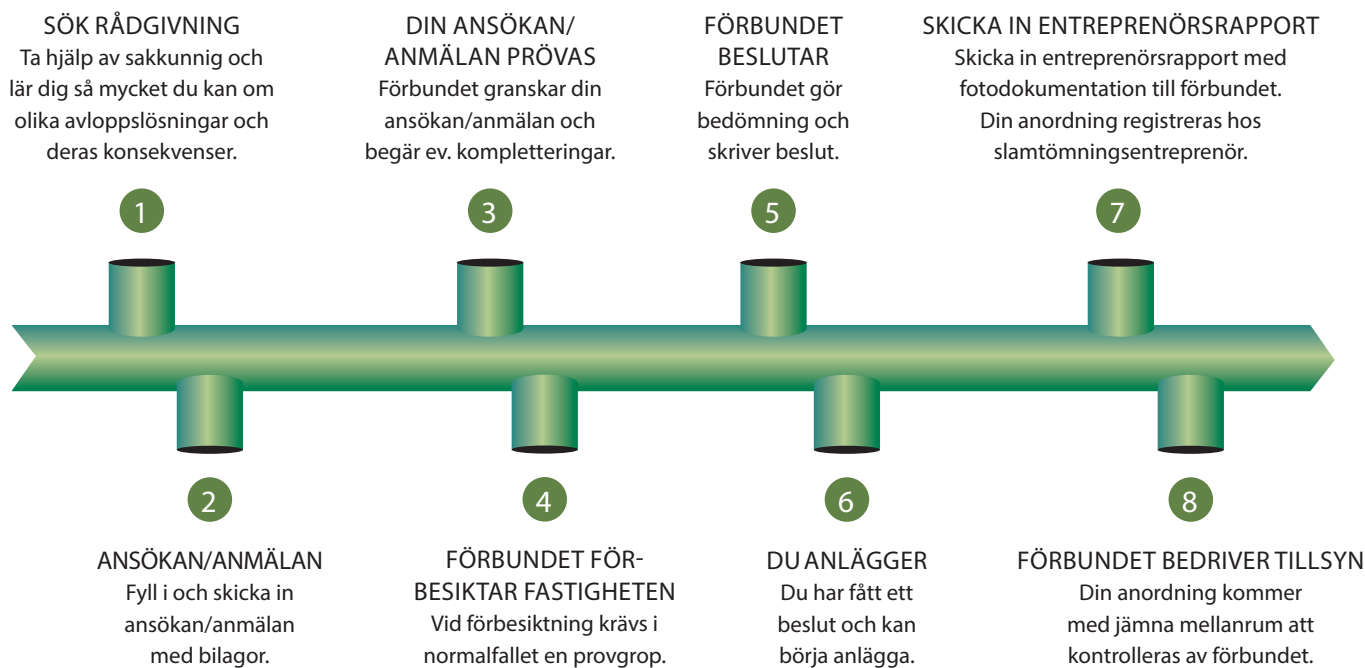 SÖK RÅDGIVNING
Ta hjälp av sakkunnig och
lär dig så mycket du kan om
olika avloppslösningar och
deras konsekvenser.
1
2
ANSÖKAN/ANMÄLAN
Fyll i och skicka in
ansökan/anmälan
med bilagor.
DIN ANSÖKAN/
ANMÄLAN PRÖVAS
Förbundet granskar din
ansökan/anmälan och
begär ev. kompletteringar.
3
4
FÖRBUNDET FÖR-
BESIKTAR FASTIGHETEN
Vid förbesiktning krävs i
normalfallet en provgrop.
FÖRBUNDET
BESLUTAR
Förbundet gör
bedömning och
skriver beslut.
5
6
DU ANLÄGGER
Du har fått ett
beslut och kan
börja anlägga.
SKICKA IN ENTREPRENÖRSRAPPORT
Skicka in entreprenörsrapport med
fotodokumentation till förbundet.
Din anordning registreras hos
slamtömningsentreprenör.
7
8
FÖRBUNDET BEDRIVER TILLSYN
Din anordning kommer
med jämna mellanrum att
kontrolleras av förbundet.